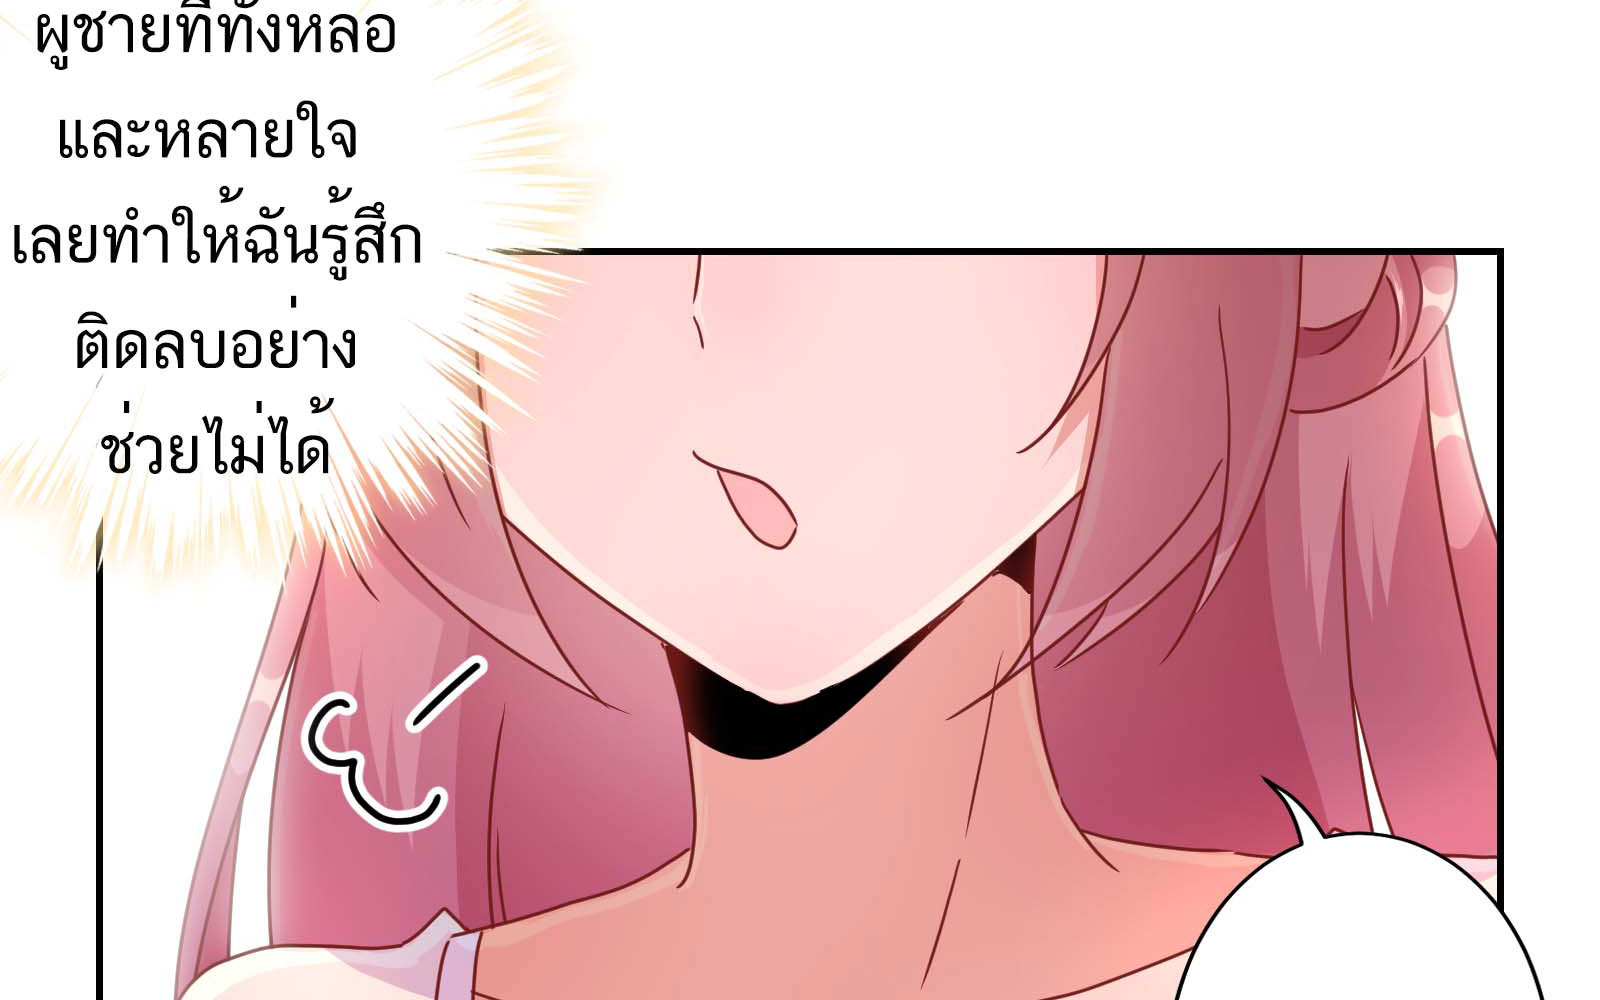 ผู้ชายที่ทั้งหล่อ
และหลายใจ
เลยทำให้ฉันรู้สึก
ติดลบอย่าง
ช่วยไม่ได้